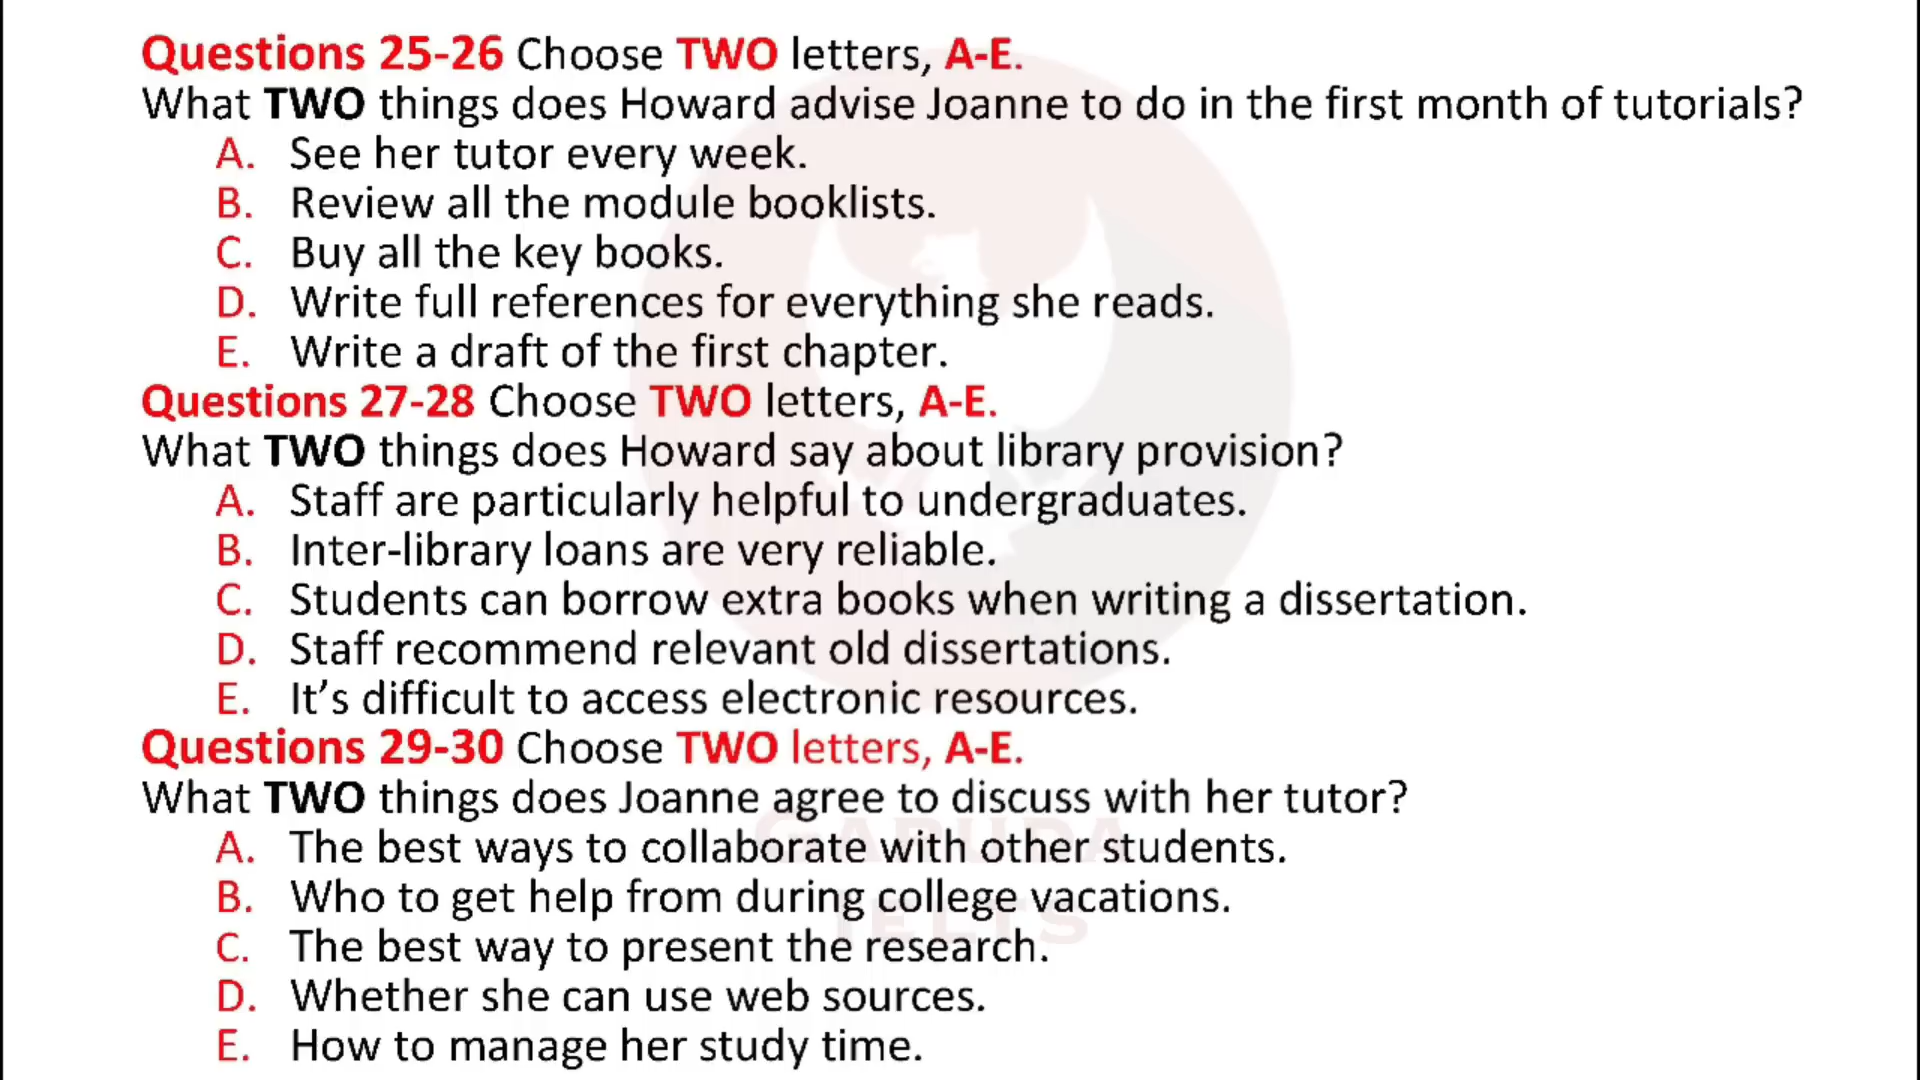 Questions 25-26 Choose TWO letters, A-E.
What TWO things does Howard advise Joanne to do in the first month of tutorials?
A. See her tutor every week.
B. Review all the module booklists.
C. Buy all the key books.
D. Write full references for everything she reads.
E. Write a draft of the first chapter.
Questions 27-28 Choose TWO letters, A-E.
What TWO things does Howard say about library provision?
A. Staff are particularly helpful to undergraduates.
B. Inter-library loans are very reliable.
C. Students can borrow extra books when writing a dissertation.
D. Staff recommend relevant old dissertations.
E. It’s difficult to access electronic resources.
Questions 29-30 Choose TWO letters, A-E.
What TWO things does Joanne agree to discuss with her tutor?
GARUDA
A. The best ways to collaborate with other students.
B. Who to get help from during college vacations.
IELTS
C. The best way to present the research.
D. Whether she can use web sources.
E. How to manage her study time.